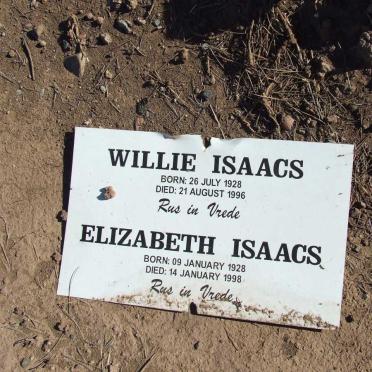 WILLIE ISAACS
BORN: 26 JULY 1928
DIED: 21 AUGUST 1996
Rus in Vrede
ELIZABETH ISAACS
BORN: 09 JANUARY 1928
DIED: 14 JANUARY 1998
Rus in Vrede